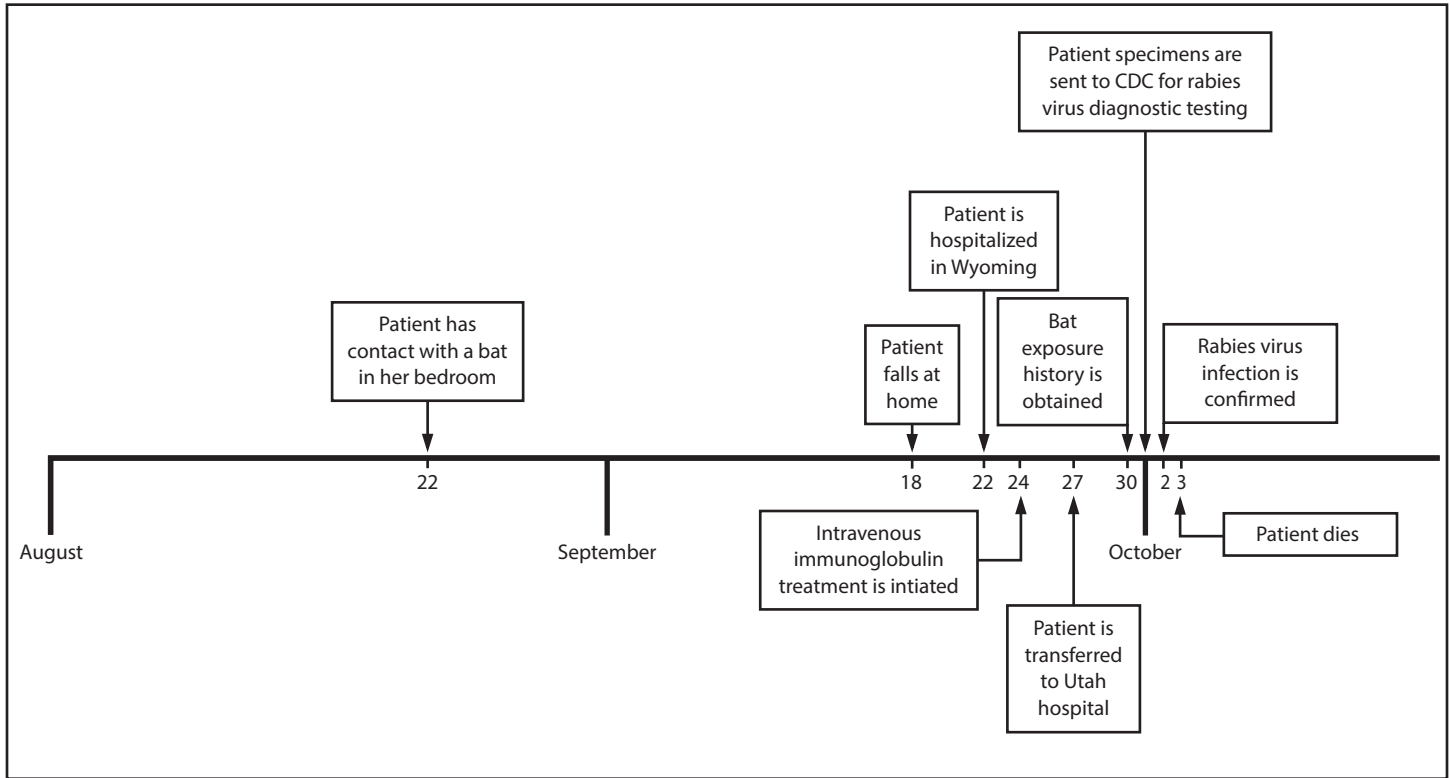 Patient specimens are
sent to CDC for rabies
virus diagnostic testing
Patient is
hospitalized
in Wyoming
Patient has
contact with a bat
in her bedroom
Patient
falls at
home
Bat
exposure
history is
obtained
Rabies virus
infection is
confirmed
22
18
22
24
27
30
2
3
August
September
October
Intravenous
immunoglobulin
treatment is intiated
Patient dies
Patient is
transferred
to Utah
hospital